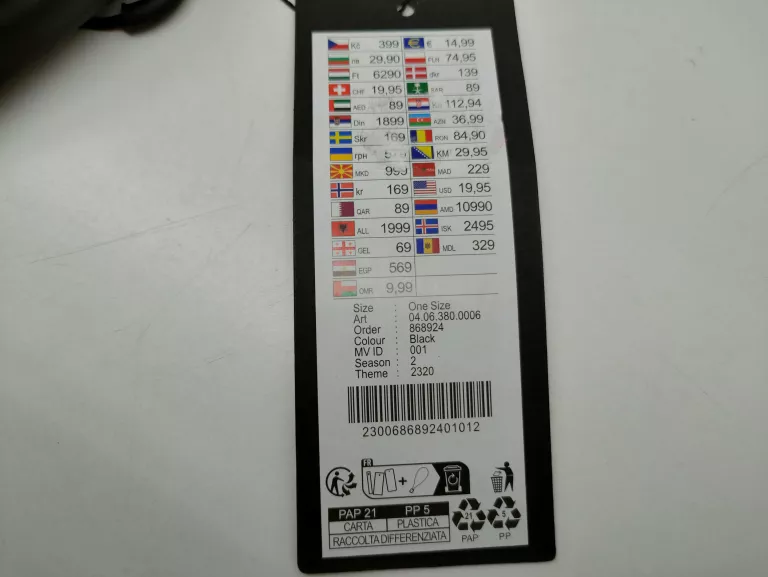 Kč 399 € 14,99
лв 29,90 PLN 74,95
Ft 6290 dkr 139
CHF 19,95 SAR 89
AED 89 112,94
Din 1899 AZN 36,99
Skr 169 RON 84,90
грн KM 29,95
MKD 999 MAD 229
kr 169 USD 19,95
QAR 89 AMD 10990
ALL 1999 ISK 2495
GEL 69 MDL 329
EGP 569
OMR 9,99
Size : One Size
Art : 04.06.380.0006
Order : 868924
Colour : Black
MV ID : 001
Season : 2
Theme : 2320
2300686892401012
FR
+
PAP 21 PP 5
CARTA PLASTICA
RACCOLTA DIFFERENZIATA
21 5
PAP PP